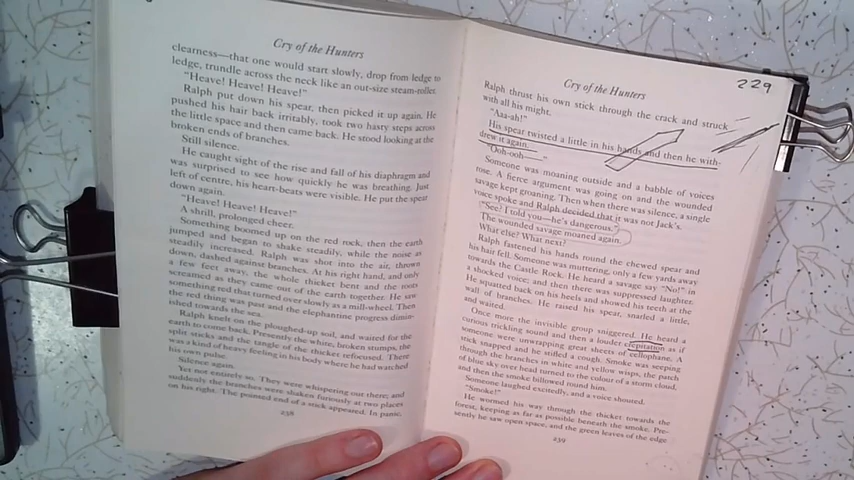 Cry of the Hunters
clearness—that one would start slowly, drop from ledge to
ledge, trundle across the neck like an out-size steam-roller.
"Heave! Heave! Heave!"
Ralph put down his spear, then picked it up again. He
pushed his hair back irritably, took two hasty steps across
the little space and then came back. He stood looking at the
broken ends of branches.
Still silence.
He caught sight of the rise and fall of his diaphragm and
was surprised to see how quickly he was breathing. Just
left of centre, his heart-beats were visible. He put the spear
down again.
"Heave! Heave! Heave!"
A shrill, prolonged cheer.
Something boomed up on the red rock, then the earth
jumped and began to shake steadily, while the noise as
steadily increased. Ralph was shot into the air, thrown
down, dashed against branches. At his right hand, and only
a few feet away, the whole thicket bent and the roots
screamed as they came out of the earth together. He saw
something red that turned over slowly as a mill-wheel. Then
the red thing was past and the elephantine progress dimin-
ished towards the sea.
Ralph knelt on the ploughed-up soil, and waited for the
earth to come back. Presently the white, broken stumps, the
split sticks and the tangle of the thicket refocused. There
was a kind of heavy feeling in his body where he had watched
his own pulse.
Silence again.
Yet not entirely so. They were whispering out there; and
suddenly the branches were shaken furiously at two places
on his right. The pointed end of a stick appeared. In panic,
238
Cry of the Hunters
229
Ralph thrust his own stick through the crack and struck
with all his might.
"Aaa-ah!"
His spear twisted a little in his hands and then he with-
drew it again.
"Ooh-ooh——"
Someone was moaning outside and a babble of voices
rose. A fierce argument was going on and the wounded
savage kept groaning. Then when there was silence, a single
voice spoke and Ralph decided that it was not Jack's.
"See? I told you—he's dangerous."
The wounded savage moaned again.
What else? What next?
Ralph fastened his hands round the chewed spear and
his hair fell. Someone was muttering, only a few yards away
towards the Castle Rock. He heard a savage say "No!" in
a shocked voice; and then there was suppressed laughter.
He squatted back on his heels and showed his teeth at the
wall of branches. He raised his spear, snarled a little,
and waited.
Once more the invisible group sniggered. He heard a
curious trickling sound and then a louder crepitation as if
someone were unwrapping great sheets of cellophane. A
stick snapped and he stifled a cough. Smoke was seeping
through the branches in white and yellow wisps, the patch
of blue sky over head turned to the colour of a storm cloud,
and then the smoke billowed round him.
Someone laughed excitedly, and a voice shouted.
"Smoke!"
He wormed his way through the thicket towards the
forest, keeping as far as possible beneath the smoke. Pre-
sently he saw open space, and the green leaves of the edge
239